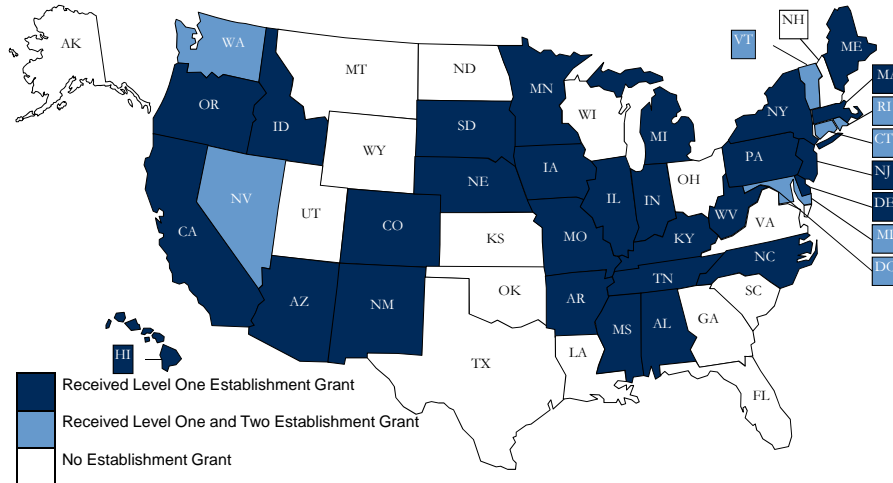 AK
WA
MT
ND
MN
VT
NH
ME
OR
ID
SD
WI
MI
NY
MA
RI
CT
NJ
DE
MD
DC
WY
NE
IA
PA
NV
UT
CO
IL
IN
OH
WV
VA
CA
KS
MO
KY
NC
TN
AZ
NM
OK
AR
SC
MS
AL
GA
LA
TX
FL
HI
Received Level One Establishment Grant
Received Level One and Two Establishment Grant
No Establishment Grant